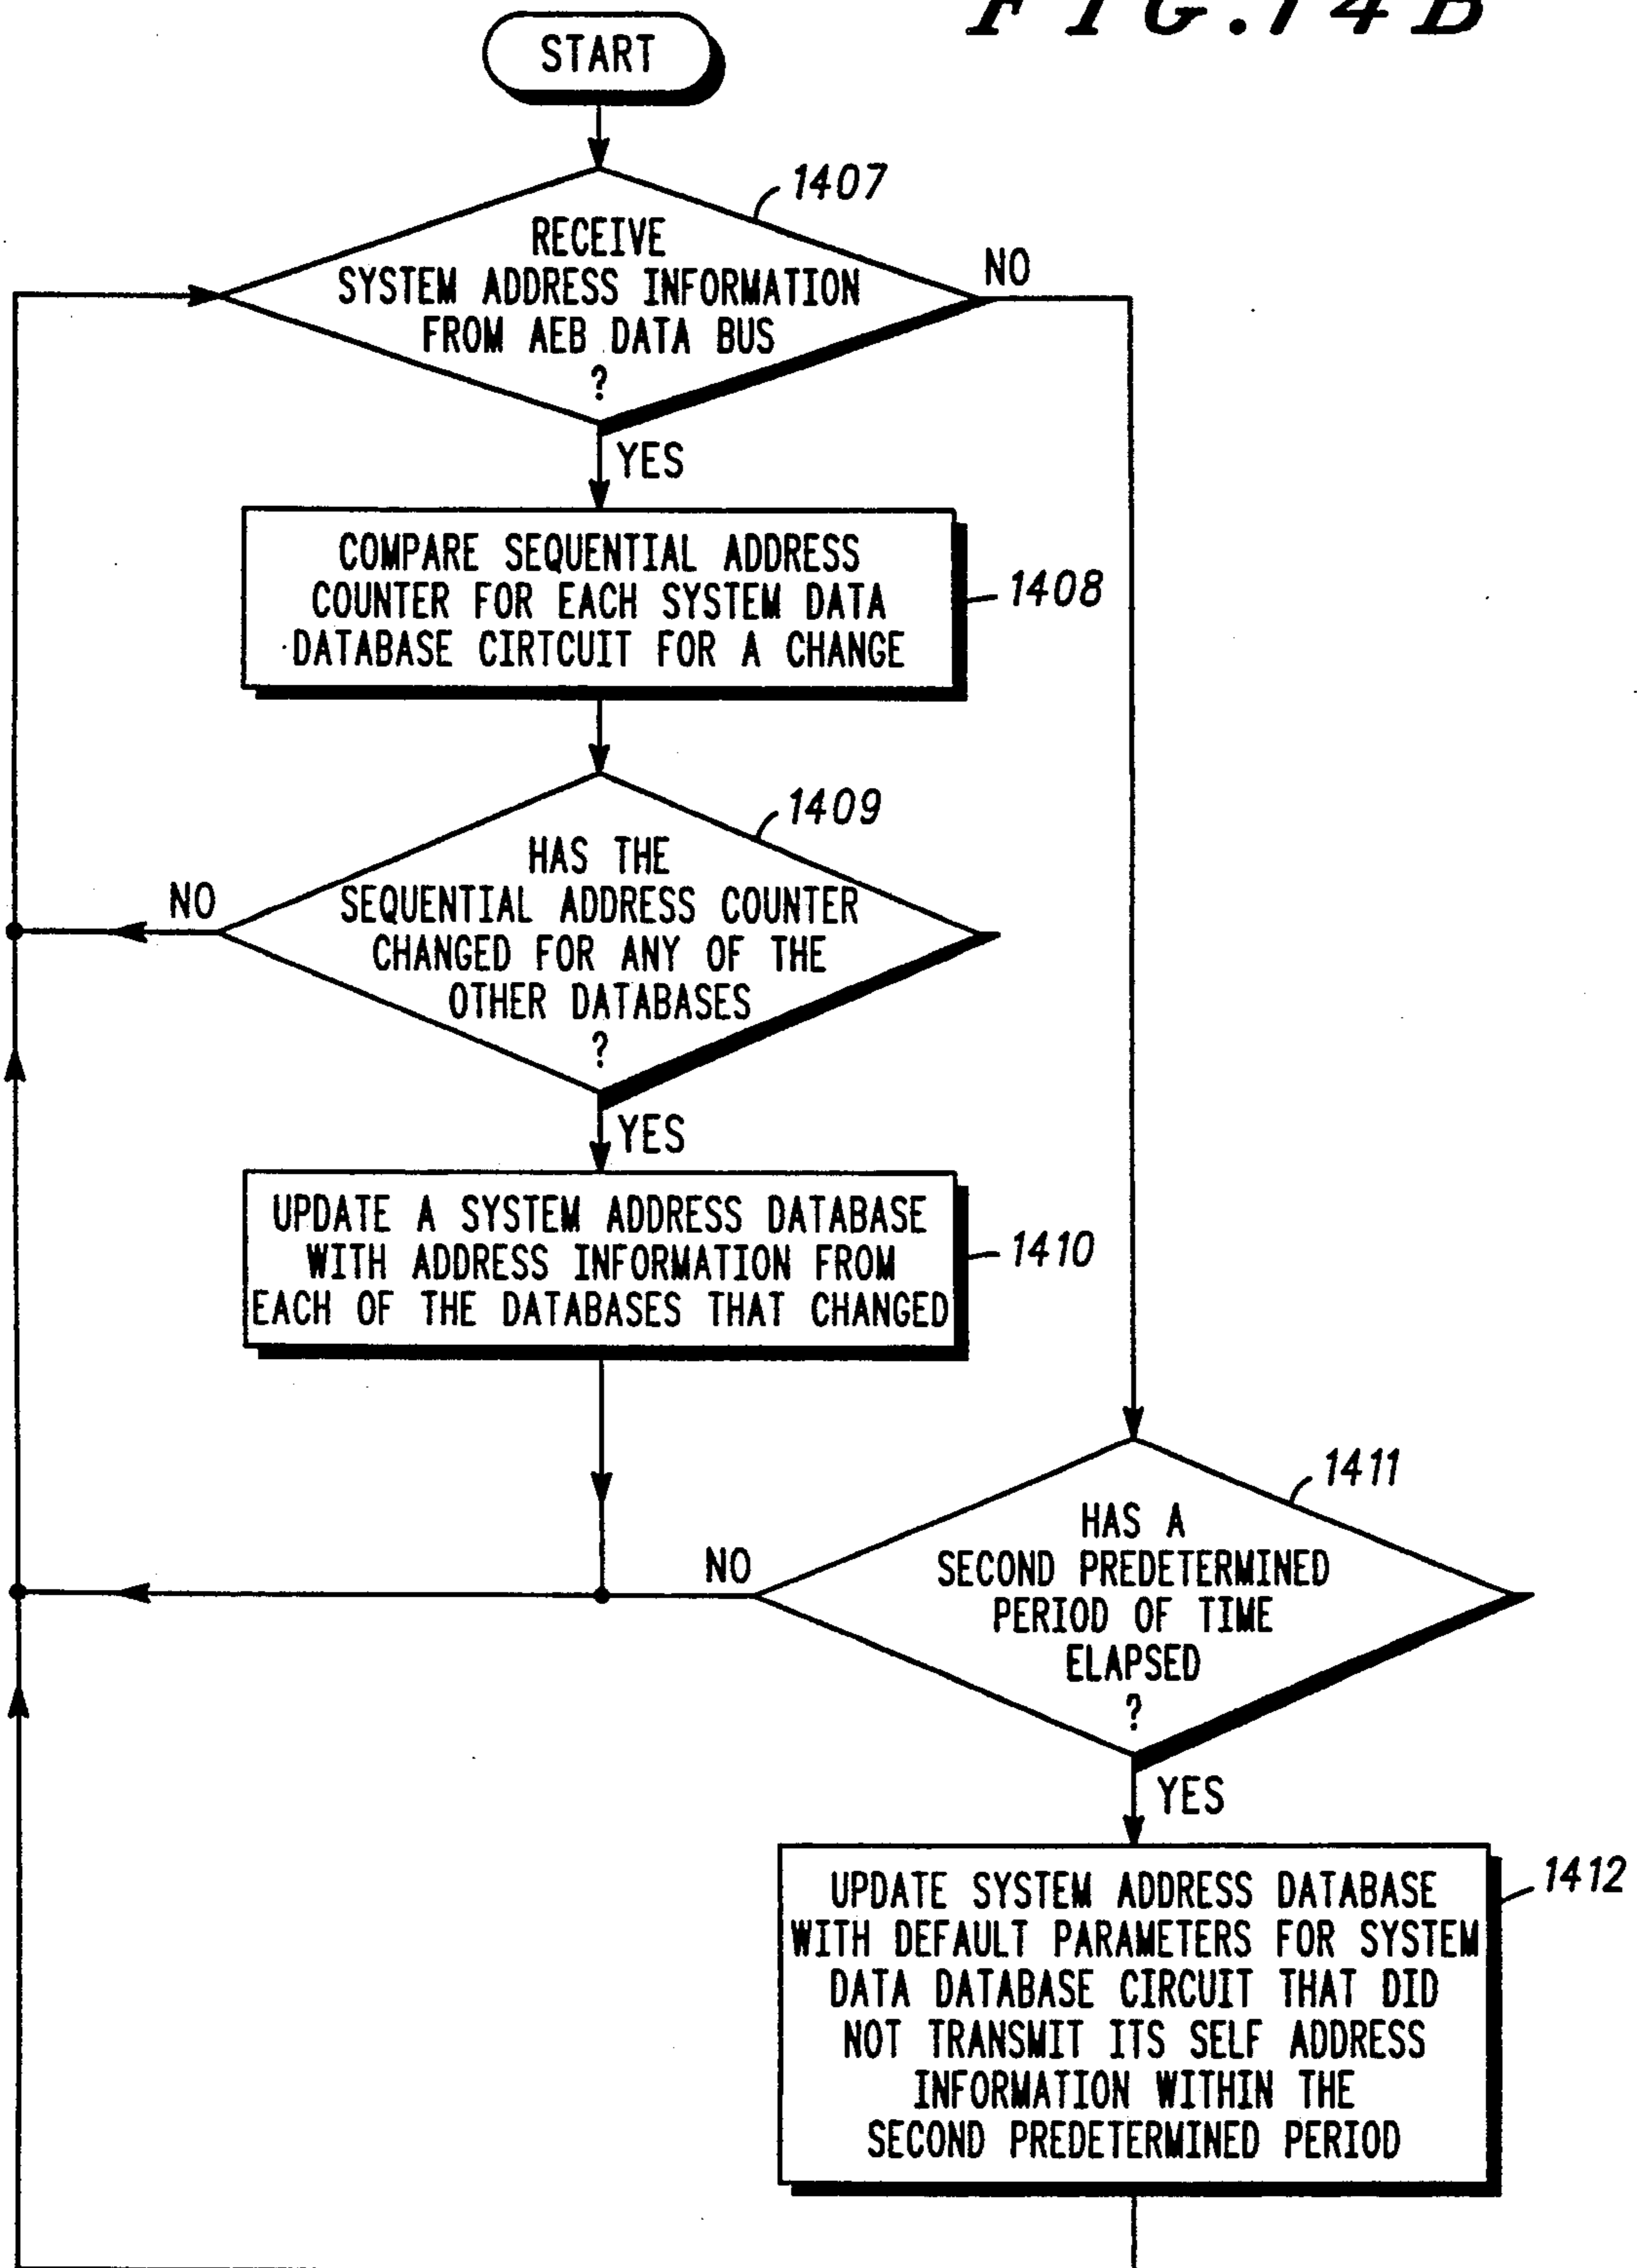 FIG.14B
START
1407
RECEIVE
SYSTEM ADDRESS INFORMATION
FROM AEB DATA BUS
?
NO
YES
COMPARE SEQUENTIAL ADDRESS
COUNTER FOR EACH SYSTEM DATA
DATABASE CIRTCUIT FOR A CHANGE
1408
1409
HAS THE
SEQUENTIAL ADDRESS COUNTER
CHANGED FOR ANY OF THE
OTHER DATABASES
?
NO
YES
UPDATE A SYSTEM ADDRESS DATABASE
WITH ADDRESS INFORMATION FROM
EACH OF THE DATABASES THAT CHANGED
1410
1411
HAS A
SECOND PREDETERMINED
PERIOD OF TIME
ELAPSED
?
NO
YES
UPDATE SYSTEM ADDRESS DATABASE
WITH DEFAULT PARAMETERS FOR SYSTEM
DATA DATABASE CIRCUIT THAT DID
NOT TRANSMIT ITS SELF ADDRESS
INFORMATION WITHIN THE
SECOND PREDETERMINED PERIOD
1412